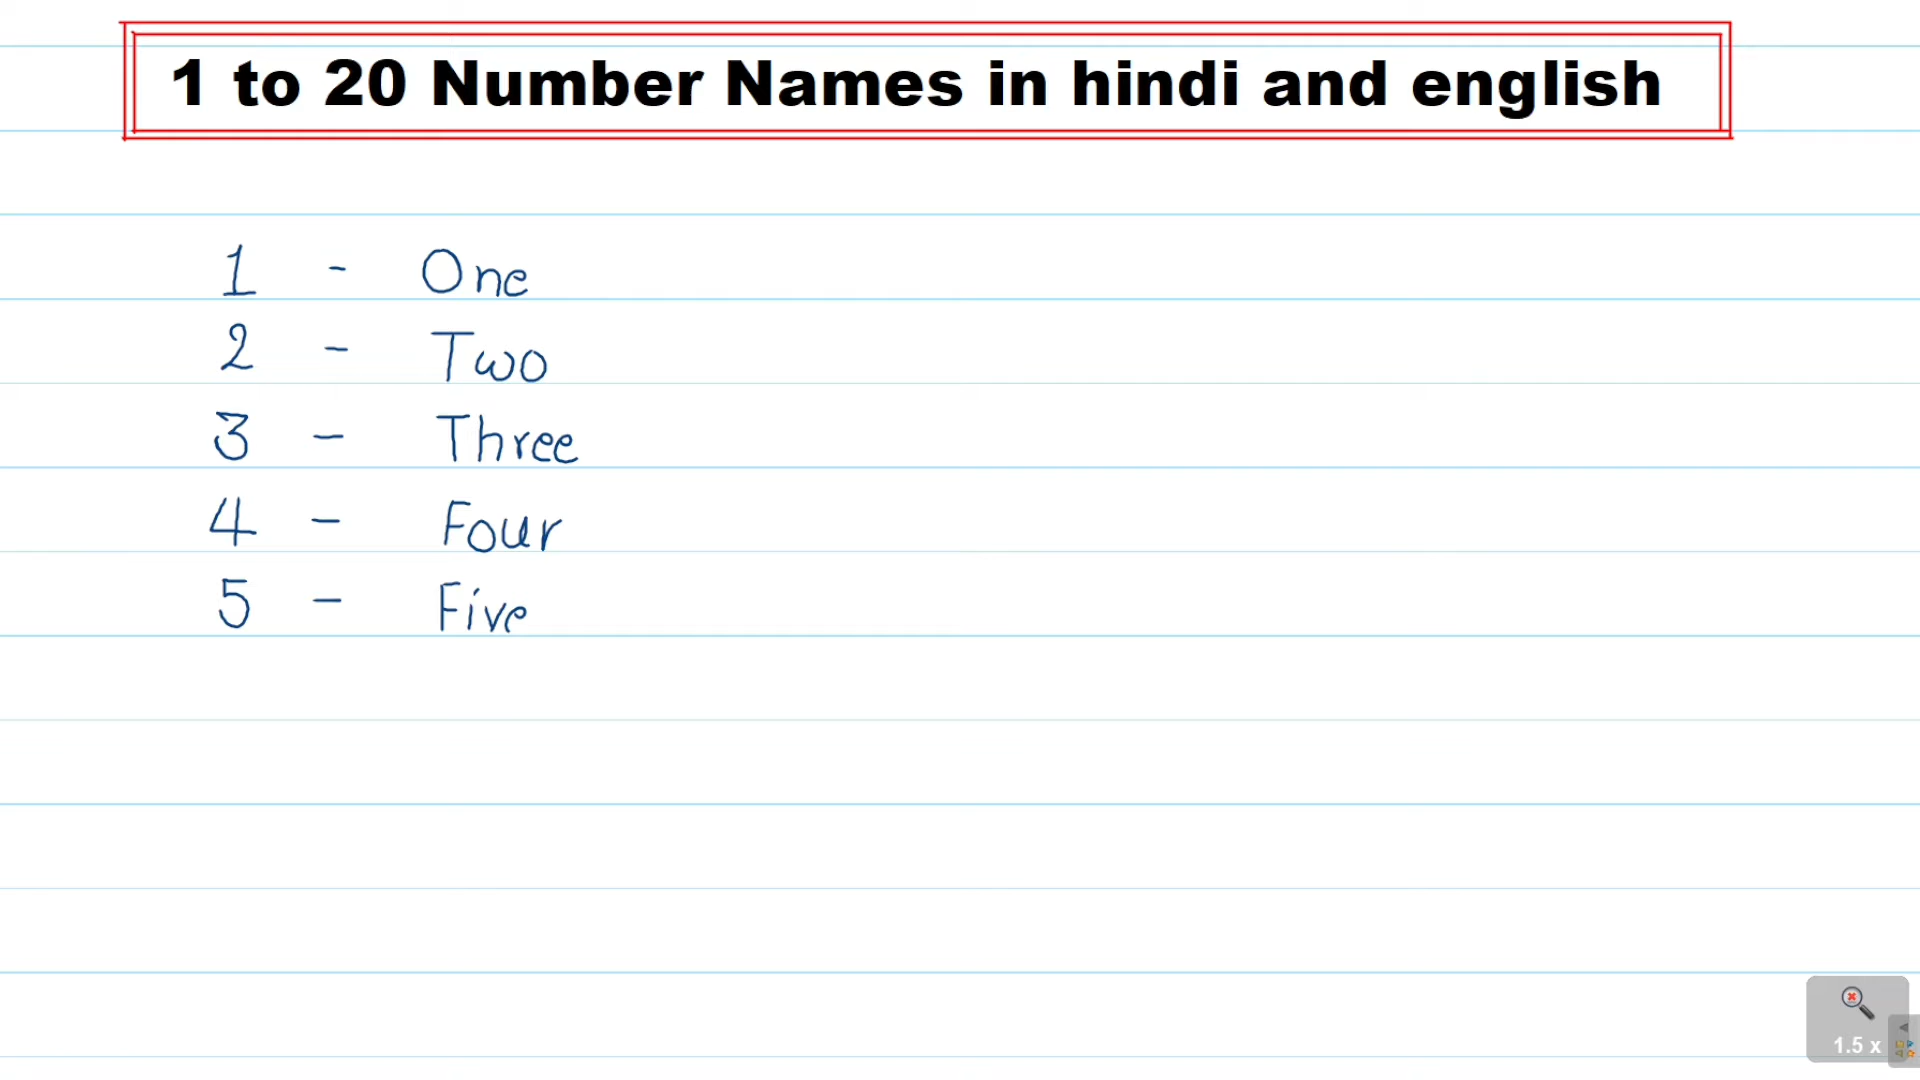 1 to 20 Number Names in hindi and english
1 - One
2 - Two
3 - Three
4 - Four
5 - Five
1.5 x